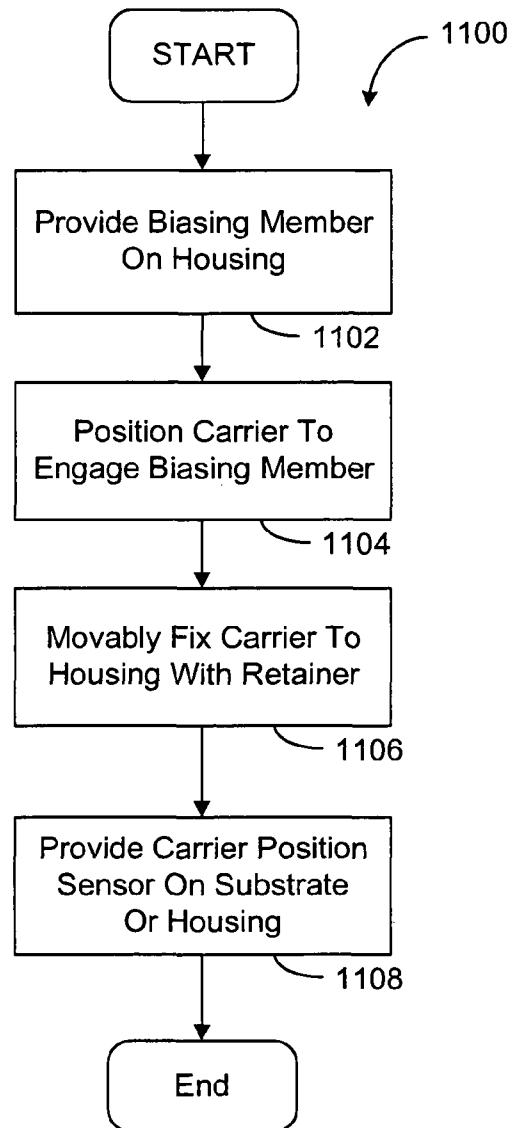 START
1100
Provide Biasing Member
On Housing
1102
Position Carrier To
Engage Biasing Member
1104
Movably Fix Carrier To
Housing With Retainer
1106
Provide Carrier Position
Sensor On Substrate
Or Housing
1108
End